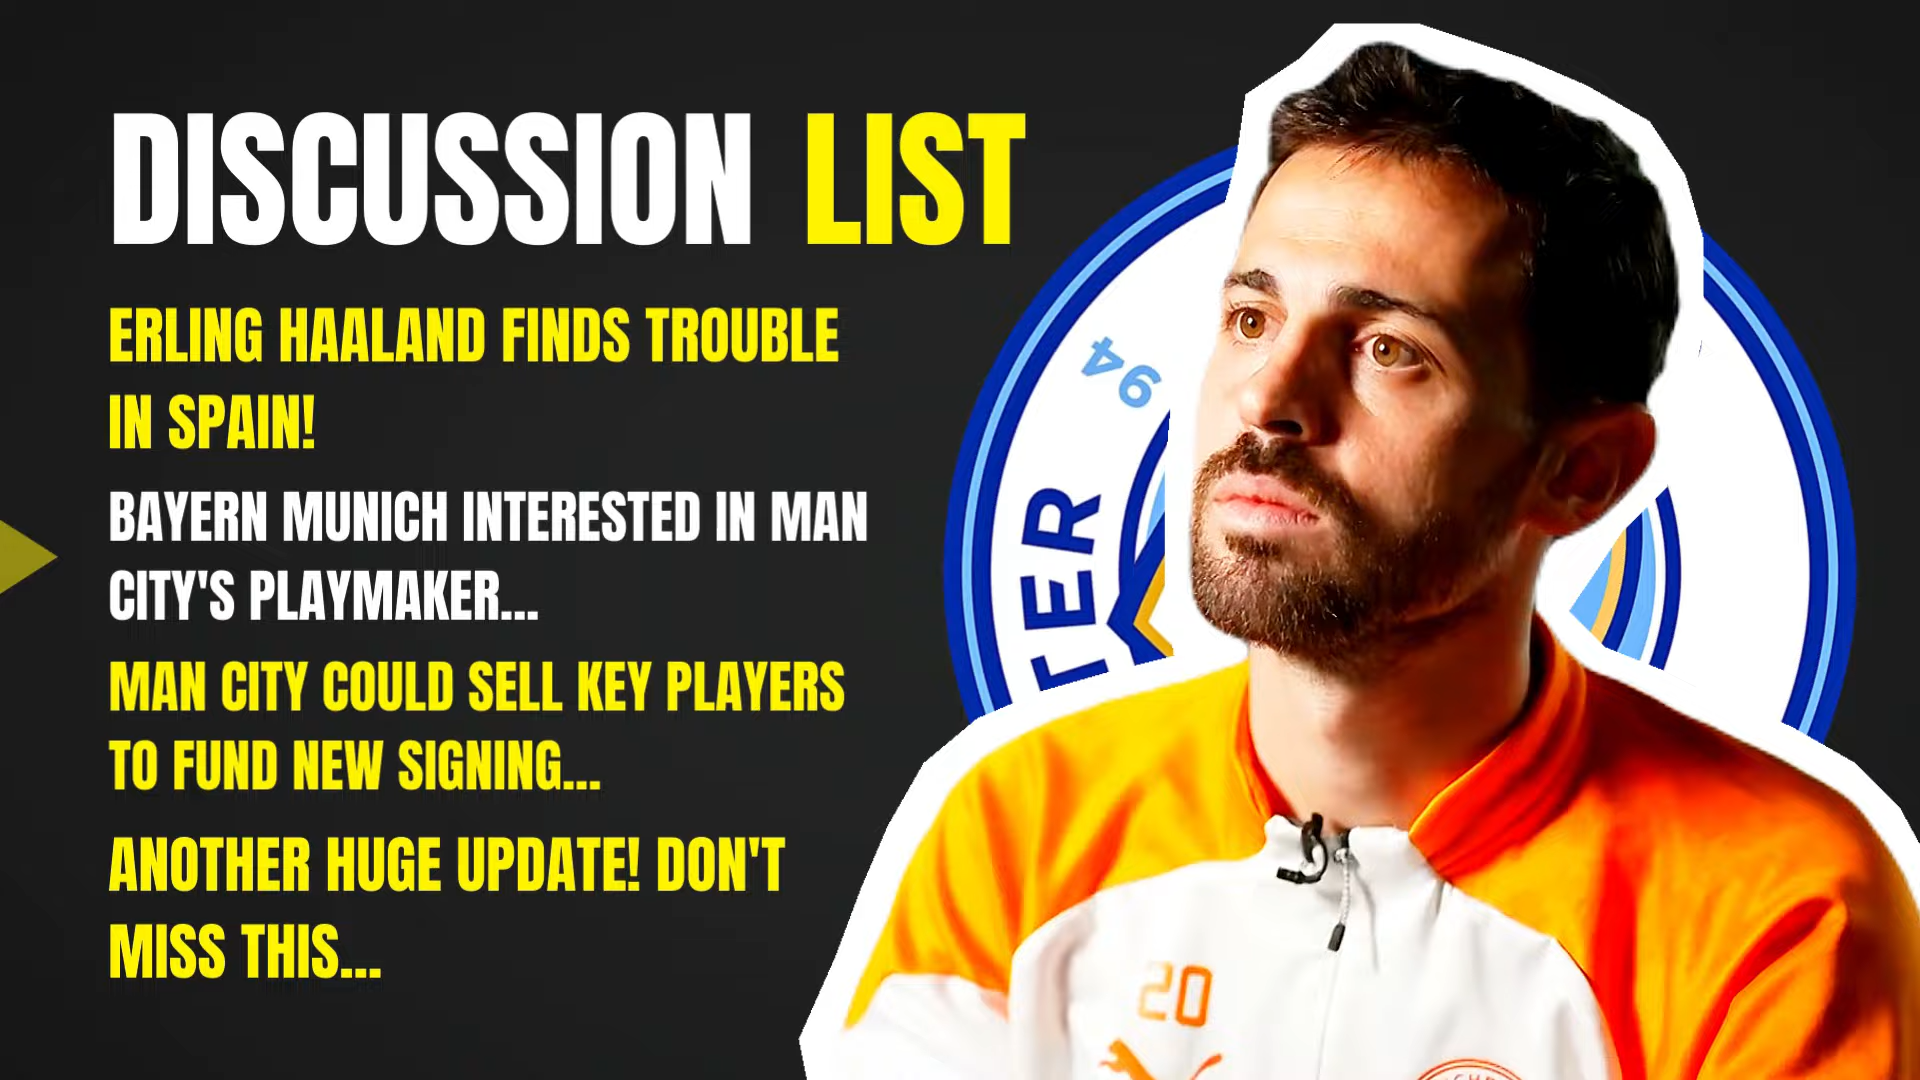 DISCUSSION LIST
ERLING HAALAND FINDS TROUBLE
IN SPAIN!
BAYERN MUNICH INTERESTED IN MAN
CITY'S PLAYMAKER...
MAN CITY COULD SELL KEY PLAYERS
TO FUND NEW SIGNING...
ANOTHER HUGE UPDATE! DON'T
MISS THIS...
94
TER
20